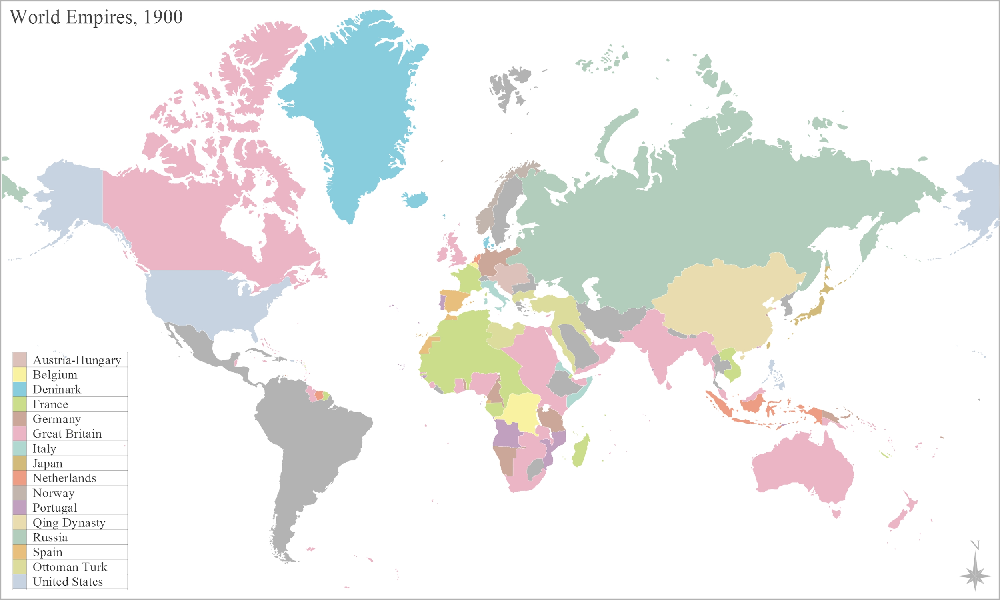 World Empires, 1900
Austria-Hungary
Belgium
Denmark
France
Germany
Great Britain
Italy
Japan
Netherlands
Norway
Portugal
Qing Dynasty
Russia
Spain
Ottoman Turk
United States
N